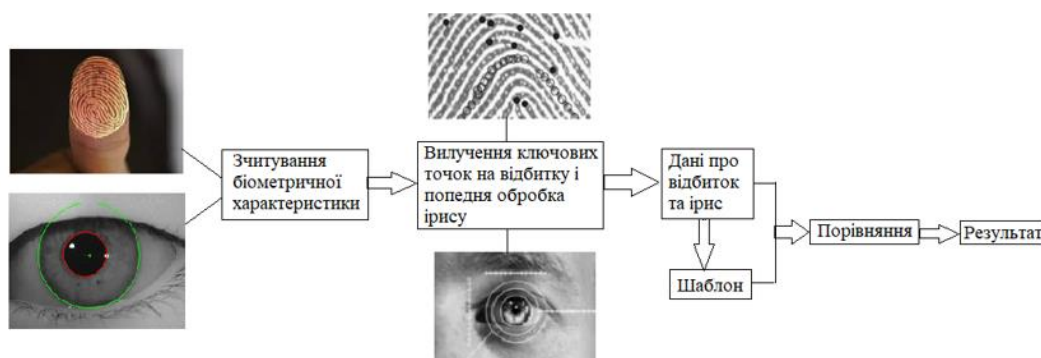 Зчитування
біометричної
характеристики
Вилучення ключових
точок на відбитку і
попедня обробка
ірису
Дані про
відбиток
та ірис
Шаблон
Порівняння
Результат